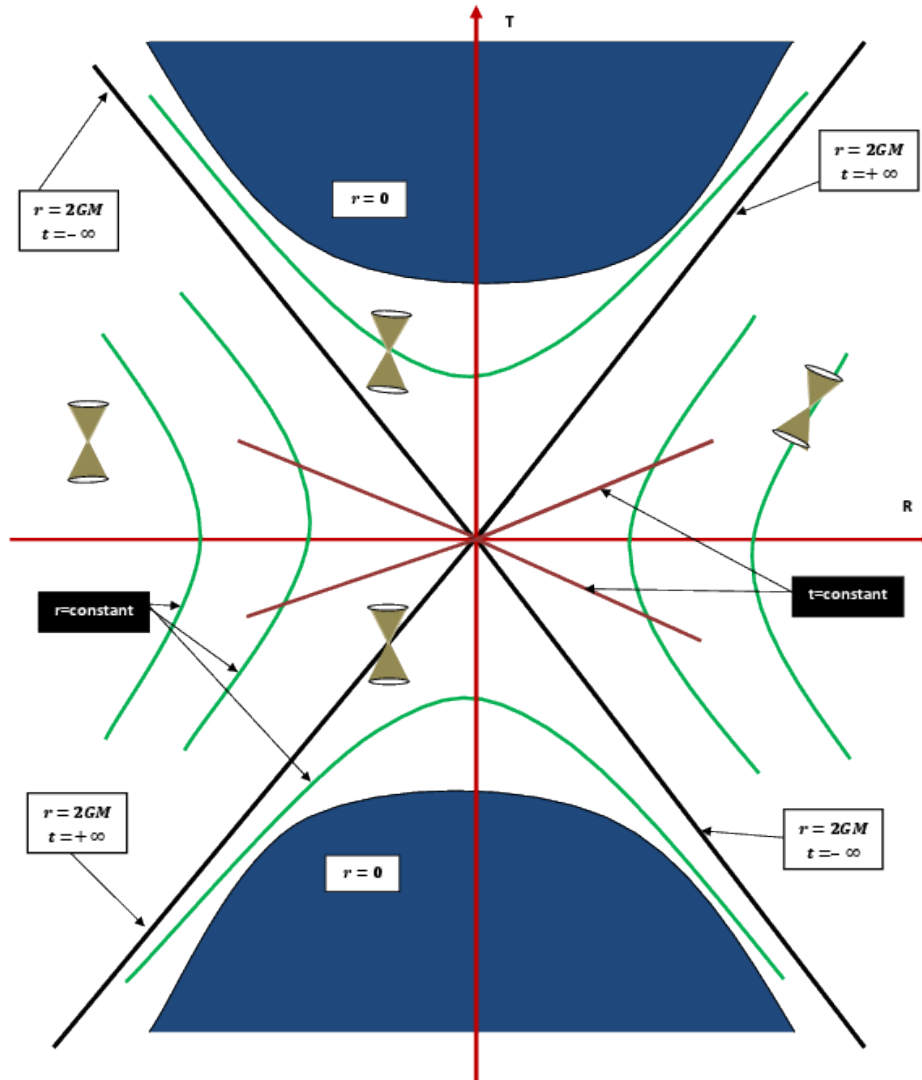 T
r = 2GM
t = + ∞
r = 0
r = 2GM
t = – ∞
R
r=constant
t=constant
r = 2GM
t = + ∞
r = 2GM
t = – ∞
r = 0